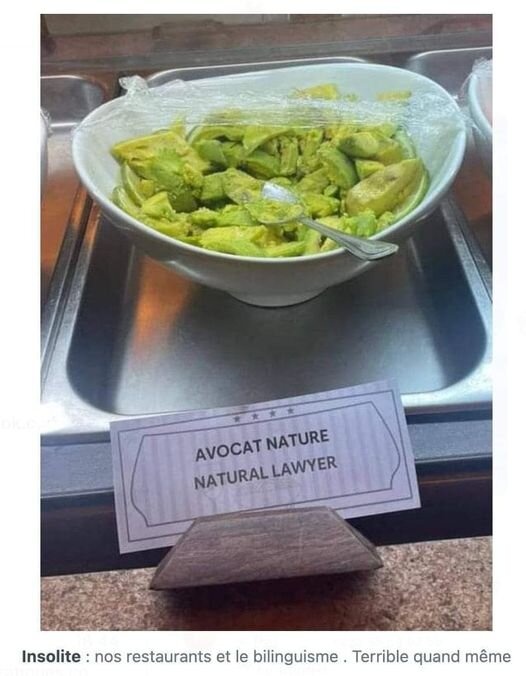 AVOCAT NATURE
NATURAL LAWYER
Insolite : nos restaurants et le bilinguisme . Terrible quand même